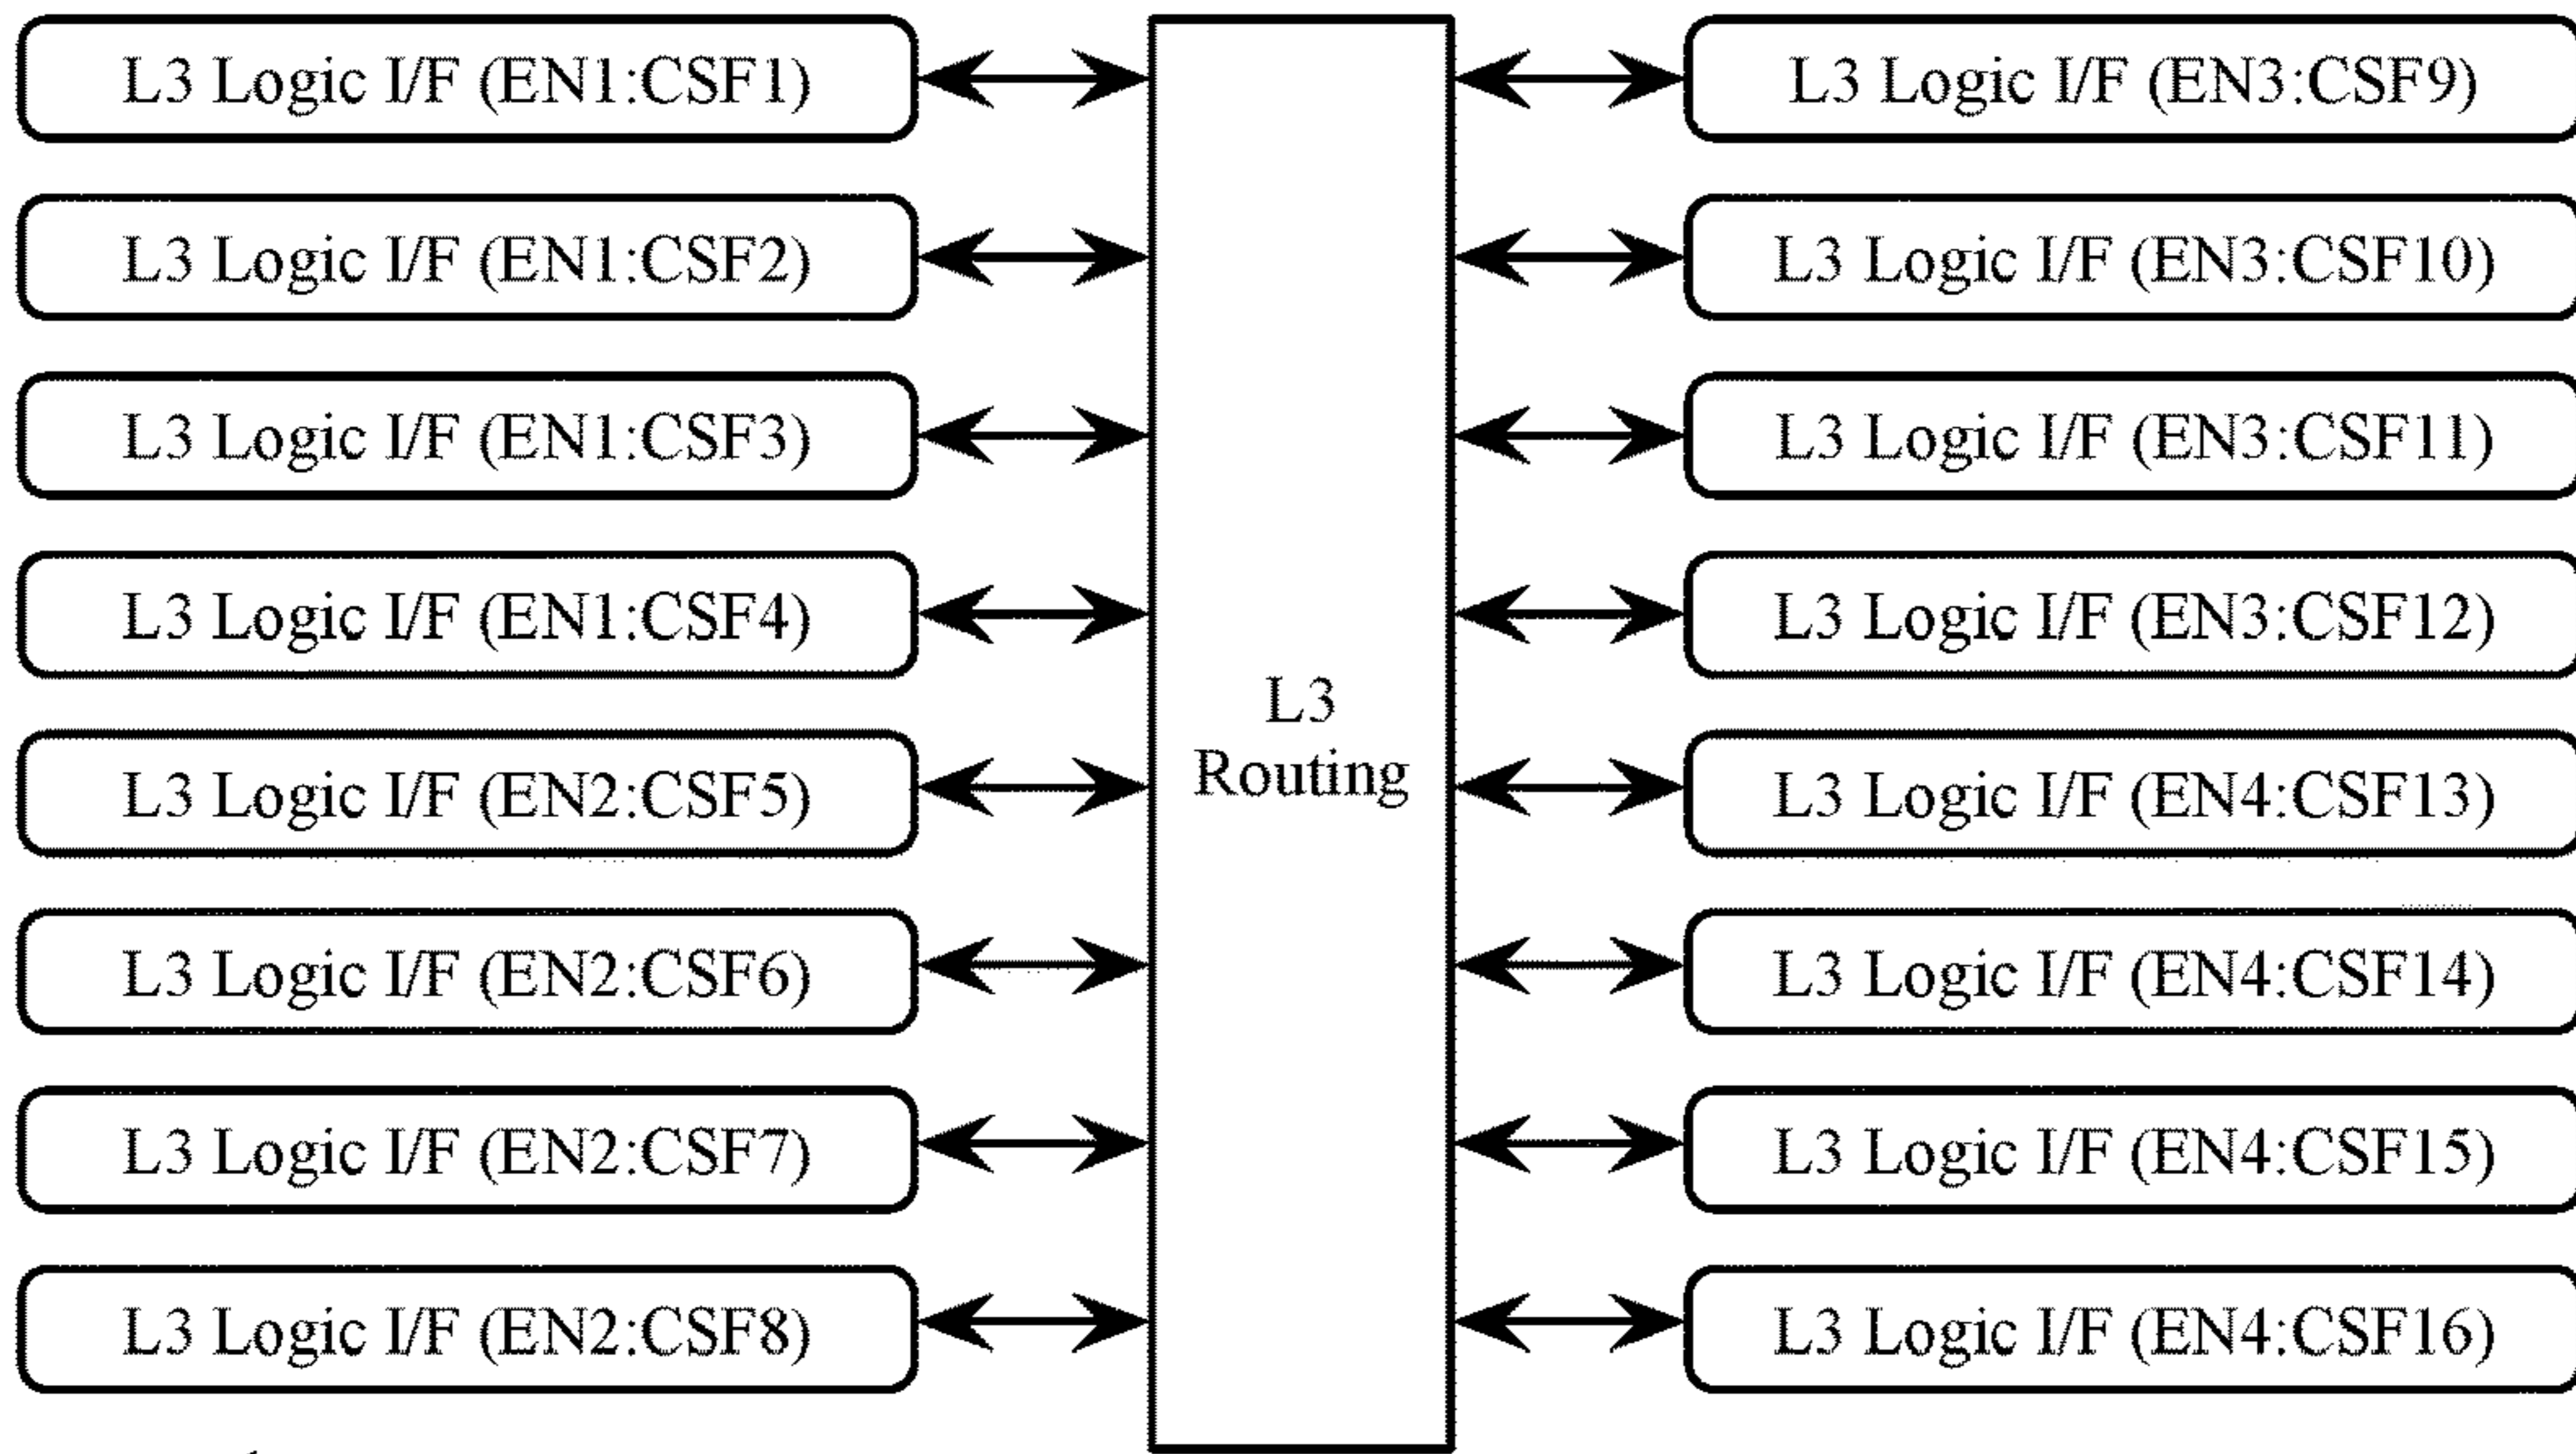 L3 Logic I/F (EN1:CSF1)
L3 Logic I/F (EN1:CSF2)
L3 Logic I/F (EN1:CSF3)
L3 Logic I/F (EN1:CSF4)
L3 Logic I/F (EN2:CSF5)
L3 Logic I/F (EN2:CSF6)
L3 Logic I/F (EN2:CSF7)
L3 Logic I/F (EN2:CSF8)
L3
Routing
L3 Logic I/F (EN3:CSF9)
L3 Logic I/F (EN3:CSF10)
L3 Logic I/F (EN3:CSF11)
L3 Logic I/F (EN3:CSF12)
L3 Logic I/F (EN4:CSF13)
L3 Logic I/F (EN4:CSF14)
L3 Logic I/F (EN4:CSF15)
L3 Logic I/F (EN4:CSF16)